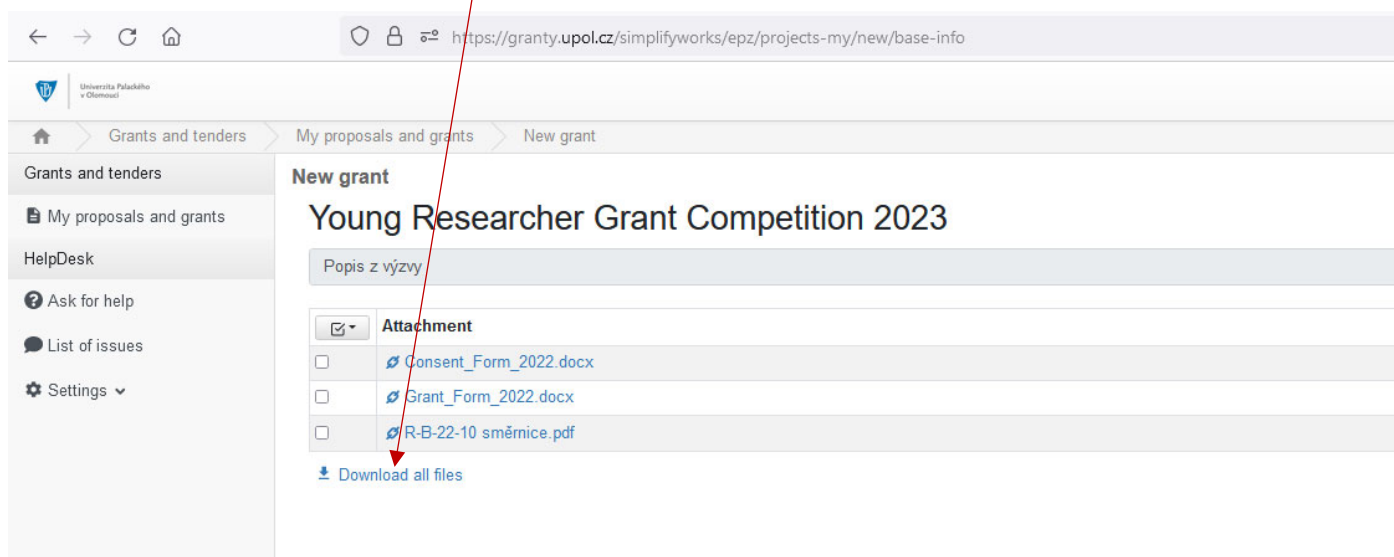 https://granty.upol.cz/simplifyworks/epz/projects-my/new/base-info
Univerzita Palackého
v Olomouci
Grants and tenders
My proposals and grants
New grant
Grants and tenders
My proposals and grants
HelpDesk
Ask for help
List of issues
Settings
New grant
Young Researcher Grant Competition 2023
Popis z výzvy
Attachment
Consent_Form_2022.docx
Grant_Form_2022.docx
R-B-22-10 směrnice.pdf
Download all files